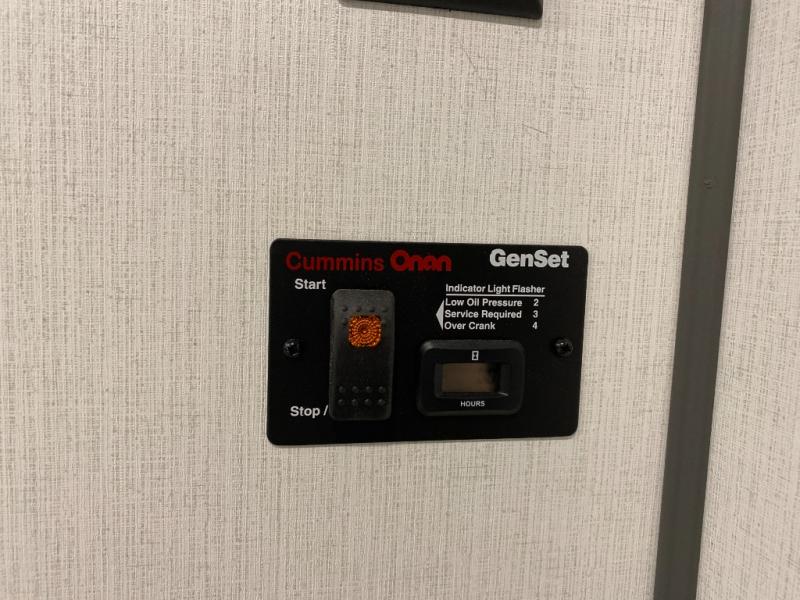 Cummins Onan GenSet
Start
Indicator Light Flasher
Low Oil Pressure 2
Service Required 3
Over Crank 4
Stop /
HOURS